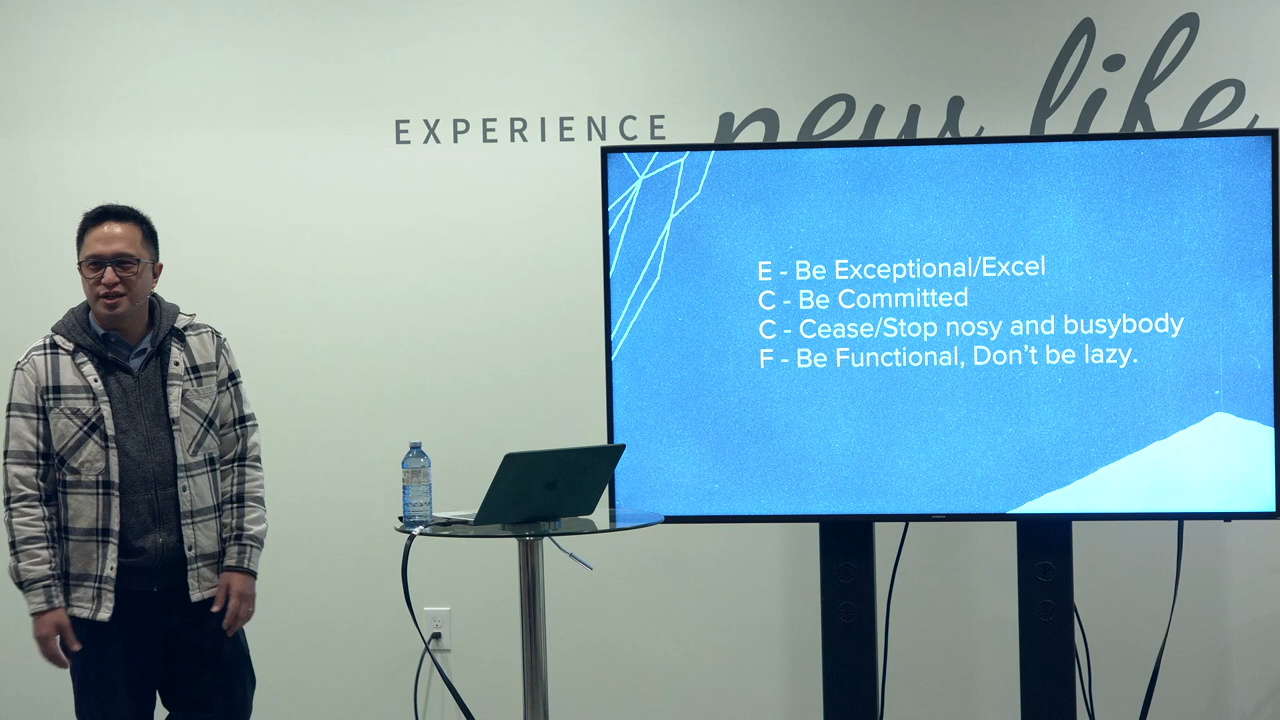 EXPERIENCE new life
E - Be Exceptional/Excel
C - Be Committed
C - Cease/Stop nosy and busybody
F - Be Functional, Don't be lazy.